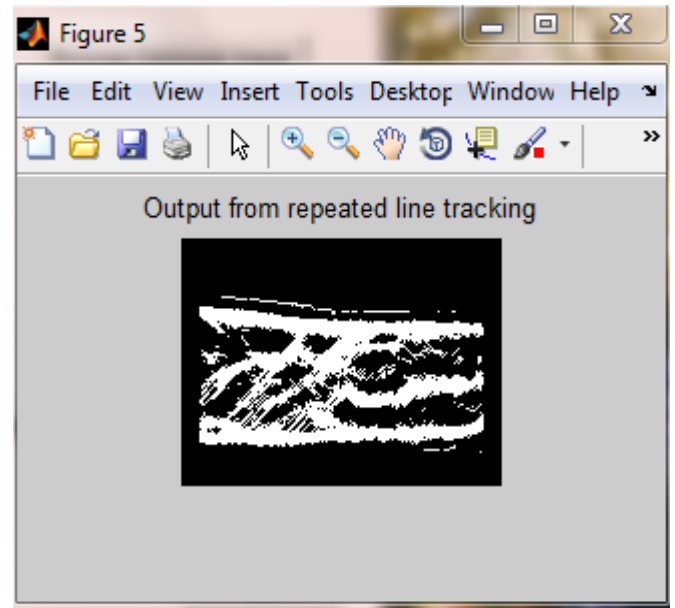 Figure 5
File Edit View Insert Tools Desktop Window Help
Output from repeated line tracking